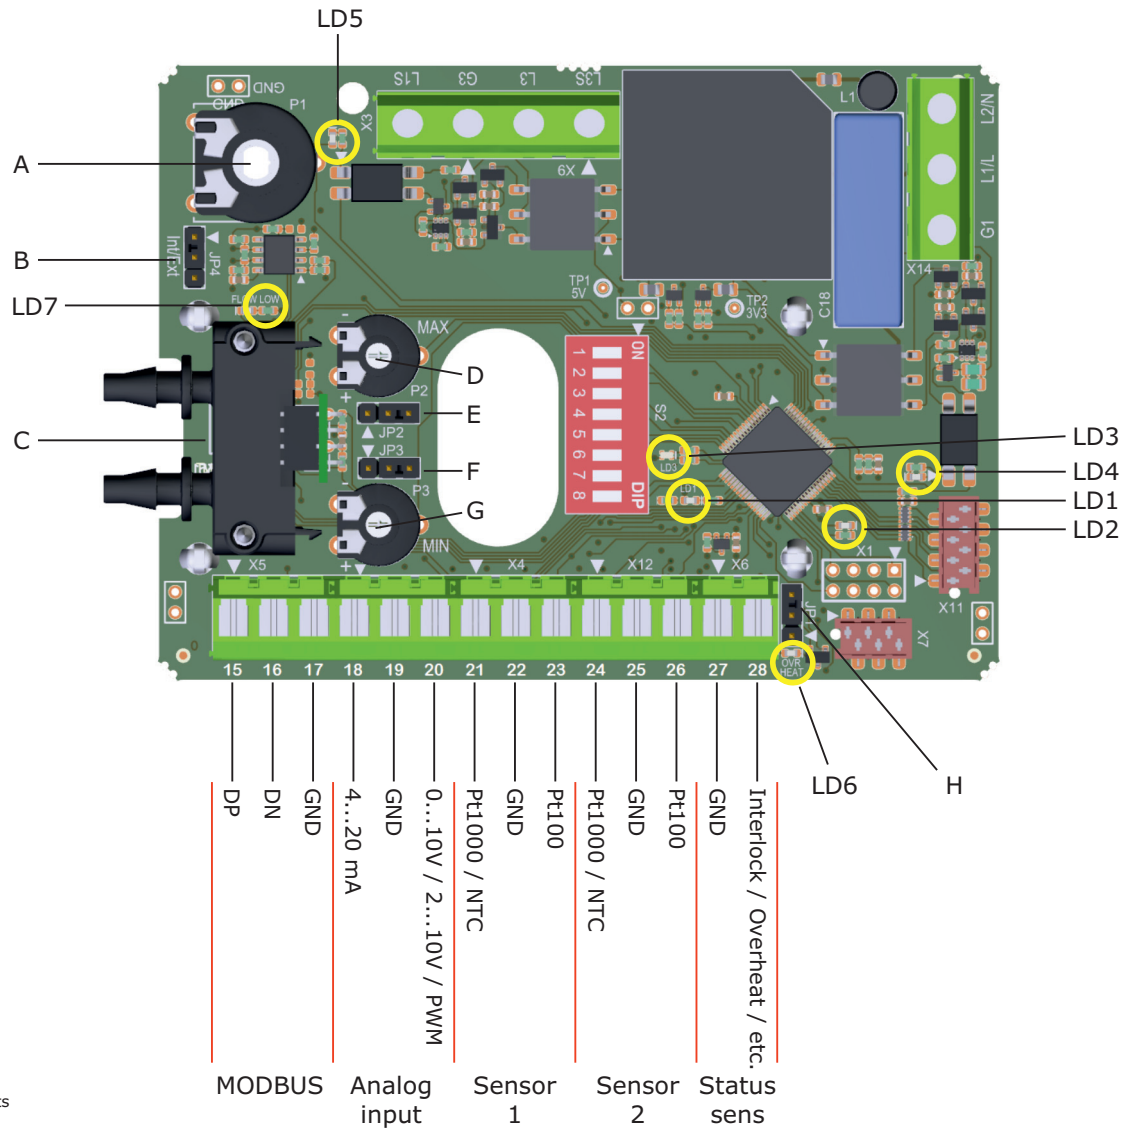 LD5
GND
GND
P1
X3
L1S
G3
L3
L3S
L1
L2/N
L1/L
G1
X14
A
B
Int/Ext
JP4
X9
TP1
5V
TP2
3V3
C18
LD7
FLOW LOW
MAX
-
+
P2
D
E
JP2
JP3
F
P3
G
C
-
+
MIN
ON
1
2
3
4
5
6
7
8
DIP
S2
LD3
LD1
LD3
LD4
LD1
LD2
X5
X4
X12
X6
X1
JP1
X11
X7
OVR
HEAT
15 16 17 18 19 20 21 22 23 24 25 26 27 28
LD6
H
DP
DN
GND
4...20 mA
GND
0...10V / 2...10V / PWM
Pt1000 / NTC
GND
Pt100
Pt1000 / NTC
GND
Pt100
GND
Interlock / Overheat / etc.
MODBUS
Analog
input
Sensor
1
Sensor
2
Status
sens
ts